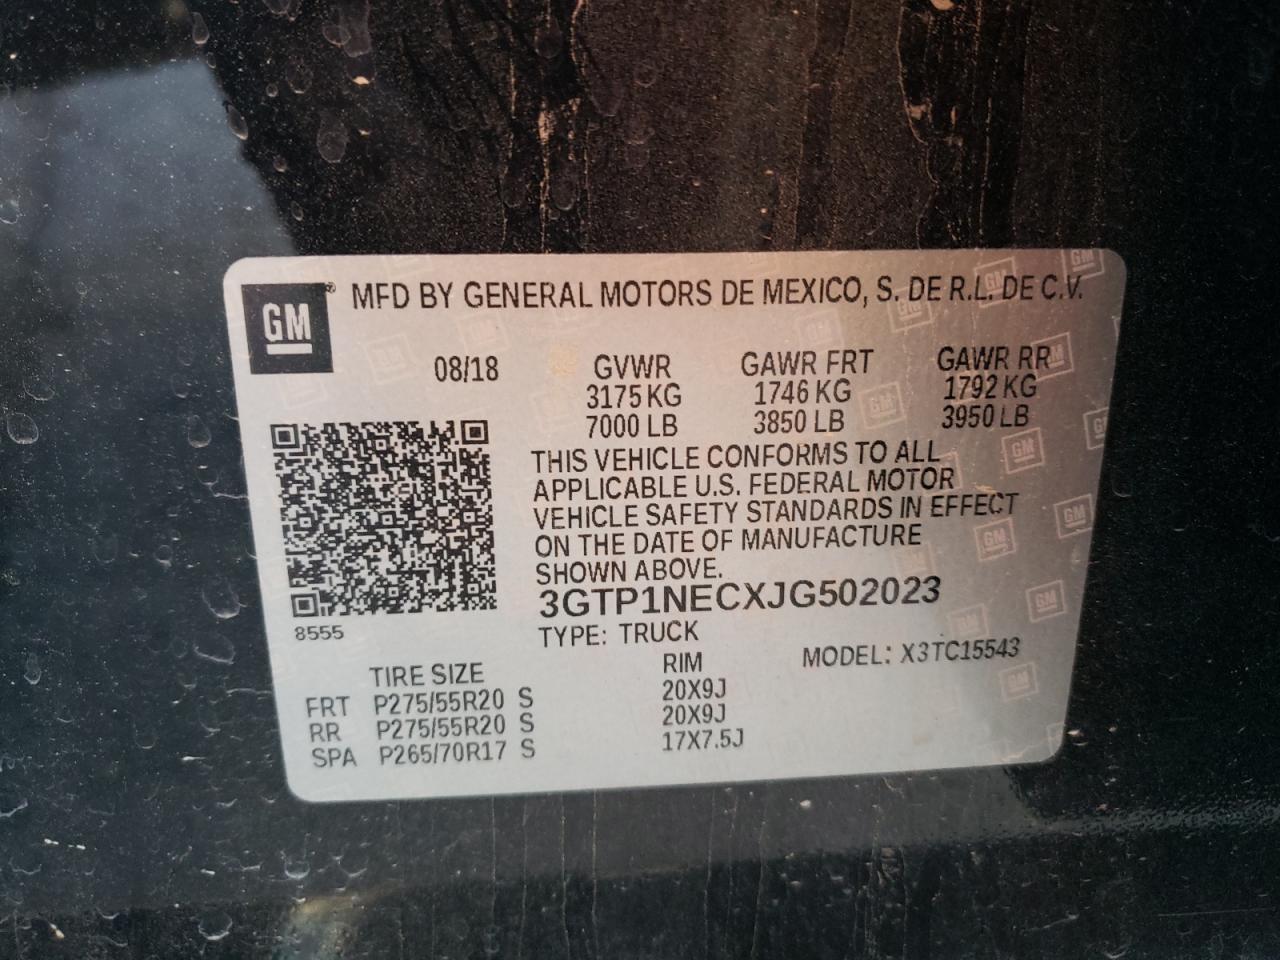 GM ® MFD BY GENERAL MOTORS DE MEXICO, S. DE R.L. DE C.V.
08/18 GVWR GAWR FRT GAWR RR
3175 KG 1746 KG 1792 KG
7000 LB 3850 LB 3950 LB
THIS VEHICLE CONFORMS TO ALL
APPLICABLE U.S. FEDERAL MOTOR
VEHICLE SAFETY STANDARDS IN EFFECT
ON THE DATE OF MANUFACTURE
SHOWN ABOVE.
3GTP1NECXJG502023
8555
TYPE: TRUCK
MODEL: X3TC15543
TIRE SIZE RIM
FRT P275/55R20 S 20X9J
RR P275/55R20 S 20X9J
SPA P265/70R17 S 17X7.5J